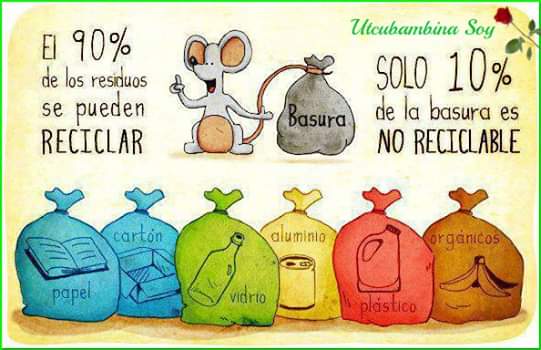 Utcubambina Soy
El 90%
de los residuos
se pueden
RECICLAR
Basura
SOLO 10%
de la basura es
NO RECICLABLE
papel
cartón
vidrio
aluminio
plástico
orgánicos